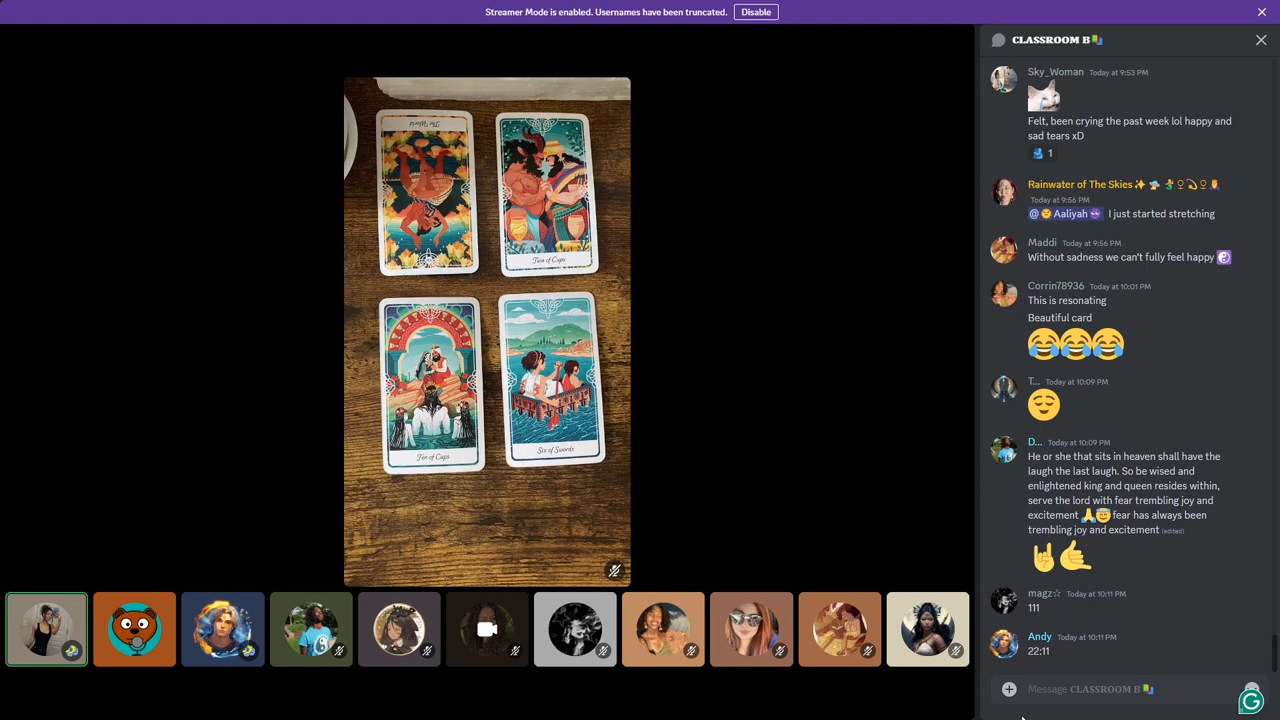 Streamer Mode is enabled. Usernames have been truncated.
Disable
CLASSROOM B
Sky_Woman Today at 9:53 PM
Felt, been crying the past week lol happy and
sad tears xD
1
Rainwater of The Skies
Today at 9:56 PM
@Aaliyah I just started stretching
Maddi Today at 9:56 PM
Without sadness we can't fully feel happy
Corrin78936 Today at 10:01 PM
This is resonating
Beautiful card
T... Today at 10:09 PM
D... Today at 10:09 PM
He or she that sits in heaven shall have the
laugh the last laugh. So be wised and
enlightened king and queen resides within,
serve the lord with fear trembling joy and
excitement 🙏😇 fear has always been
trembling joy and excitement (edited)
magz☆ Today at 10:11 PM
111
Andy Today at 10:11 PM
22:11
Message CLASSROOM B
The World
Two of Cups
Ten of Cups
Six of Swords